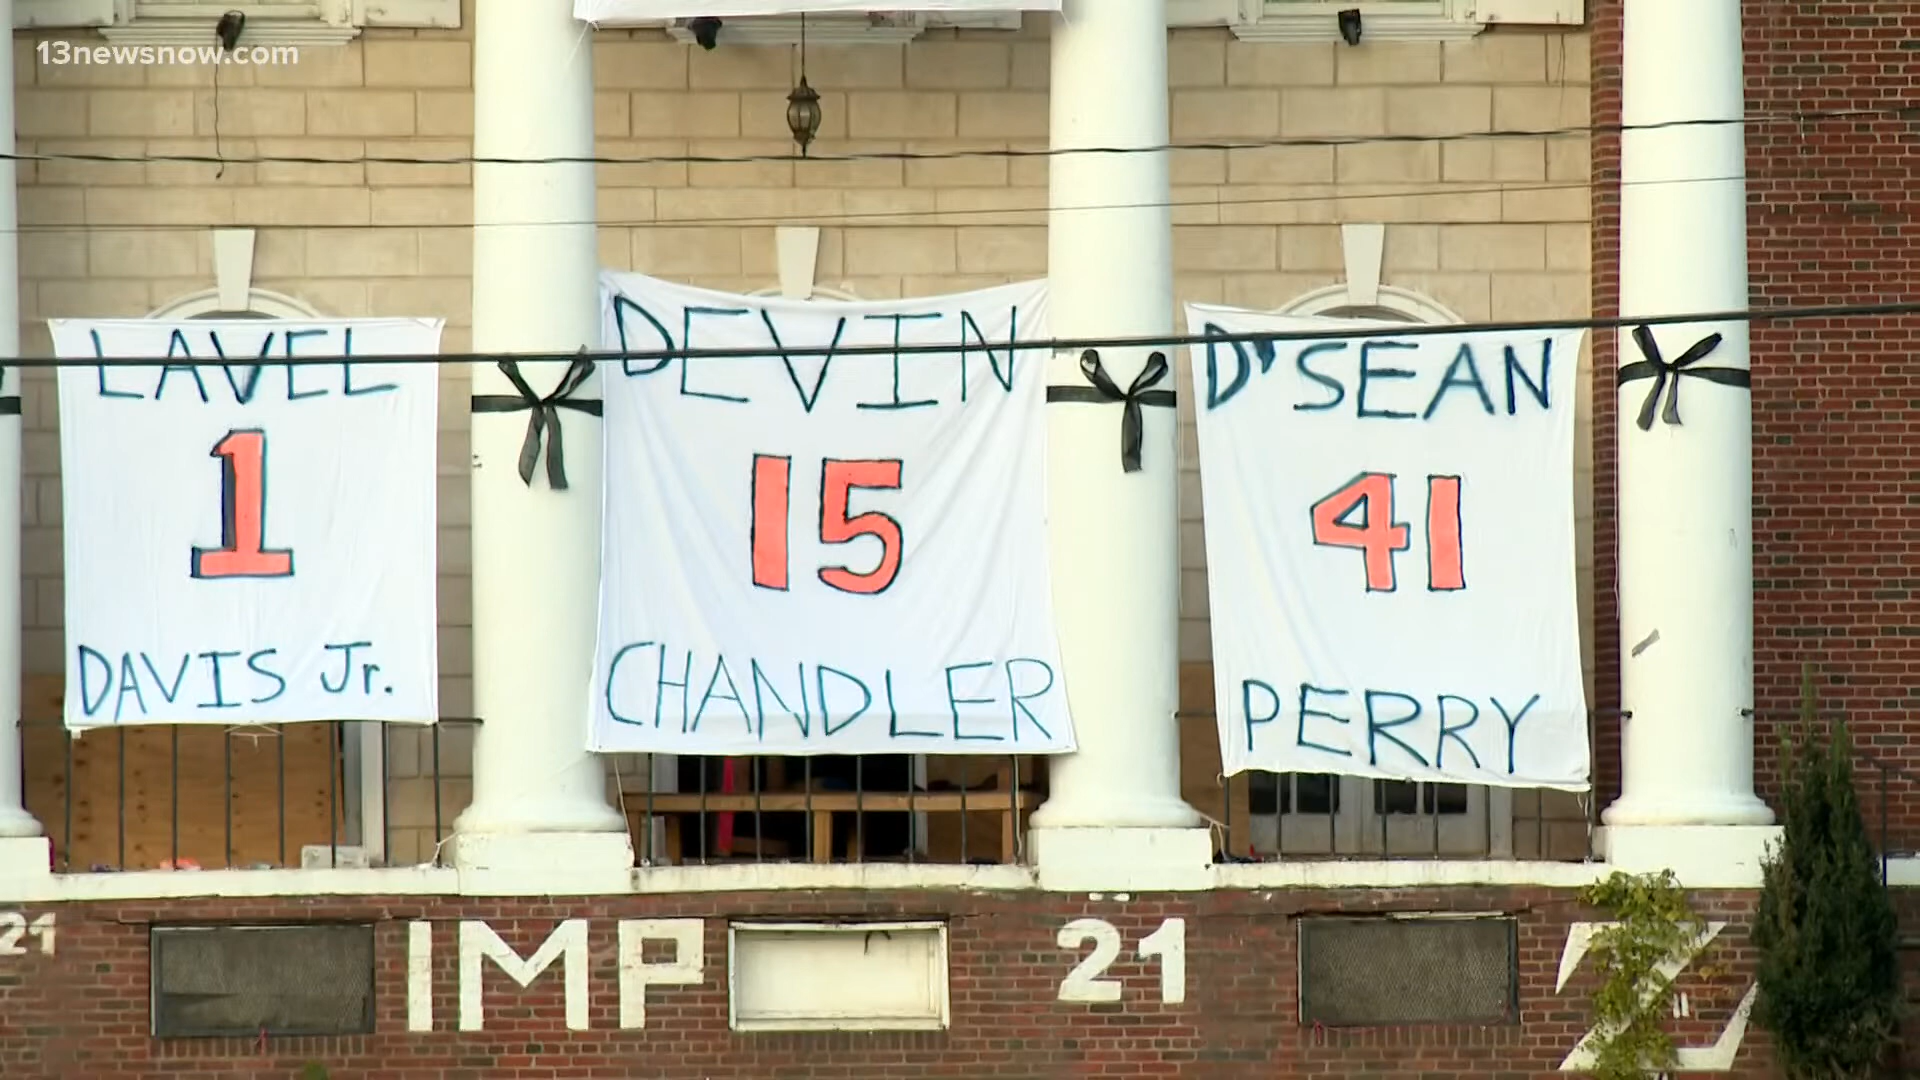 13newsnow.com
LAVEL
1
DAVIS Jr.
DEVIN
15
CHANDLER
D'SEAN
41
PERRY
21
IMP
21
Z